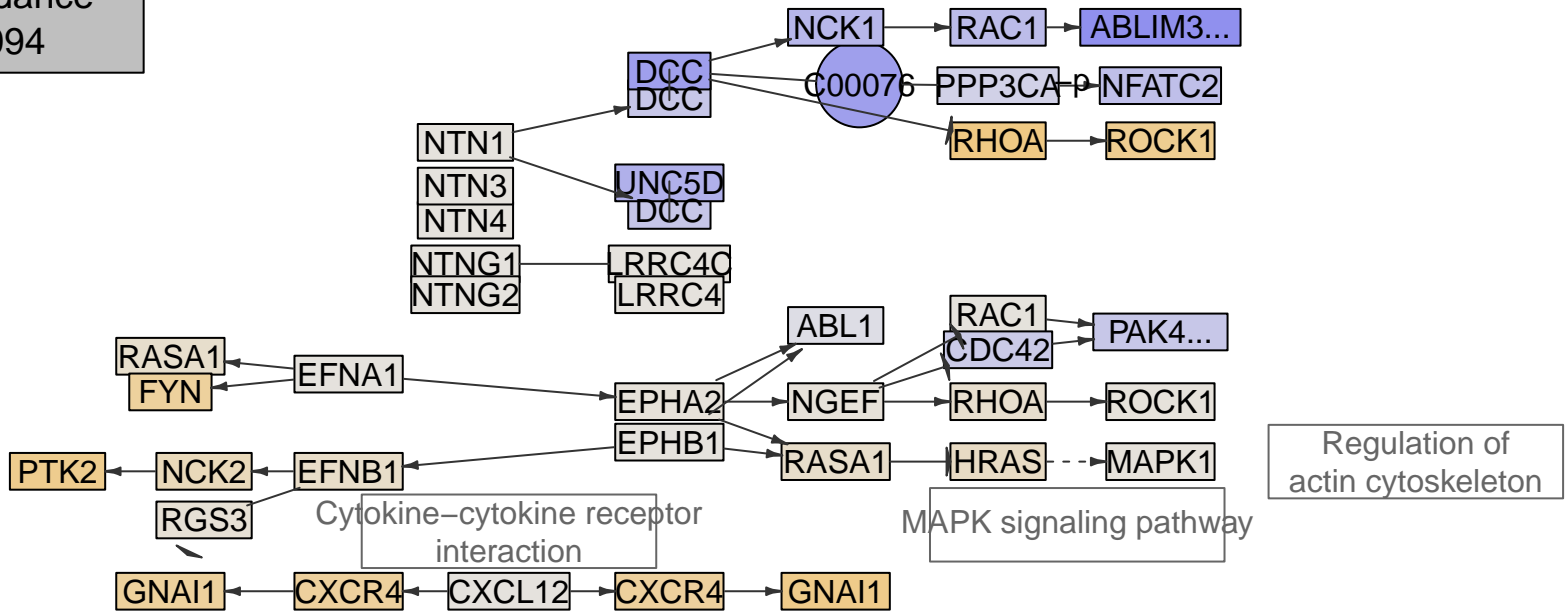 094
NCK1
RAC1
ABLIM3...
DCC
DCC
C00076
PPP3CA
–p
NFATC2
NTN1
RHOA
ROCK1
NTN3
NTN4
UNC5D
DCC
NTNG1
NTNG2
LRRC4C
LRRC4
RASA1
FYN
EFNA1
ABL1
RAC1
CDC42
PAK4...
EPHA2
NGEF
RHOA
ROCK1
EPHB1
RASA1
HRAS
MAPK1
PTK2
NCK2
EFNB1
RGS3
Cytokine–cytokine receptor
interaction
MAPK signaling pathway
Regulation of
actin cytoskeleton
GNAI1
CXCR4
CXCL12
CXCR4
GNAI1